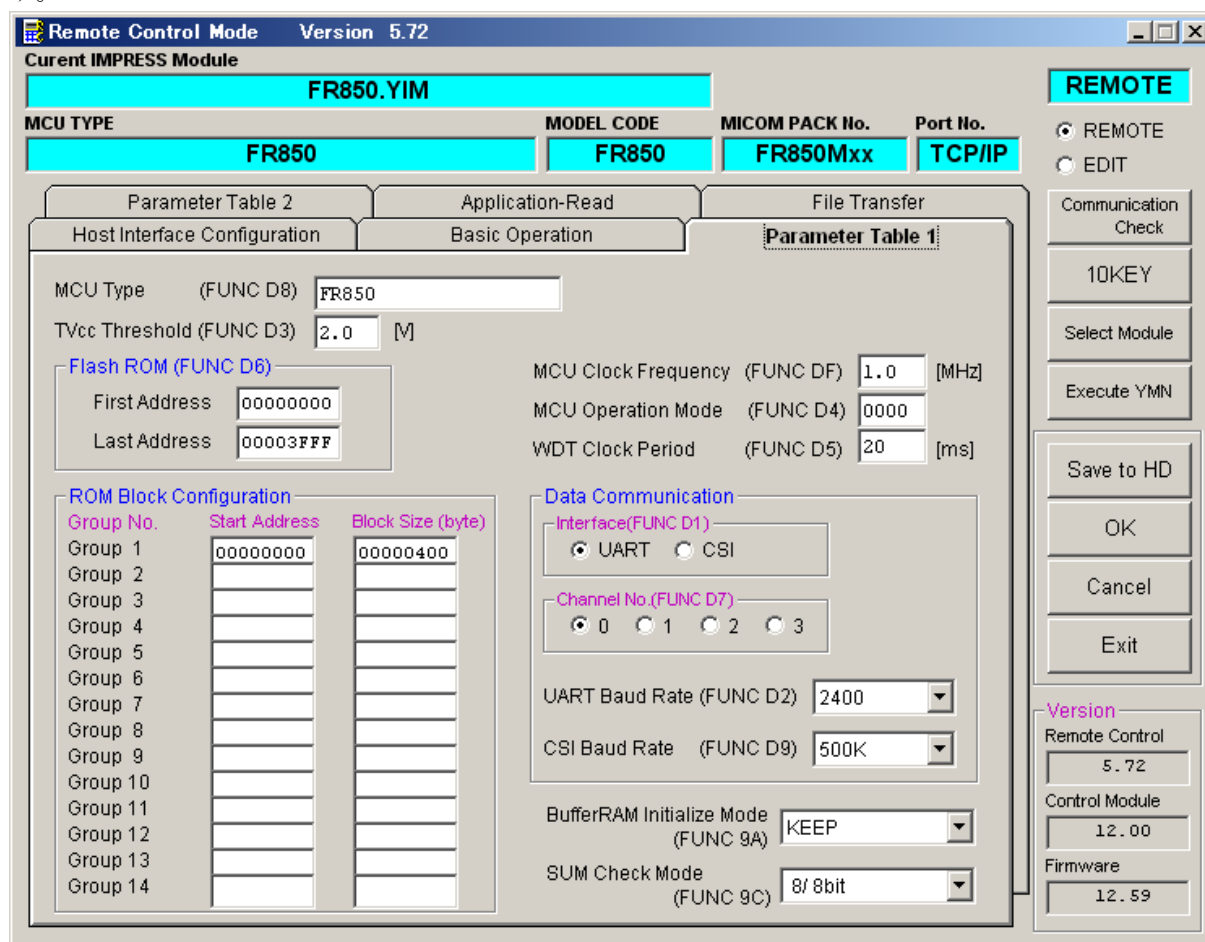 Remote Control Mode Version 5.72
Curent IMPRESS Module
FR850.YIM
REMOTE
MCU TYPE MODEL CODE MICOM PACK No. Port No.
FR850 FR850 FR850Mxx TCP/IP
REMOTE
EDIT
Parameter Table 2 Application-Read File Transfer
Host Interface Configuration Basic Operation Parameter Table 1
Communication Check
10KEY
Select Module
Execute YMN
Save to HD
OK
Cancel
Exit
MCU Type (FUNC D8) FR850
TVcc Threshold (FUNC D3) 2.0 [V]
Flash ROM (FUNC D6)
First Address 00000000
Last Address 00003FFF
MCU Clock Frequency (FUNC DF) 1.0 [MHz]
MCU Operation Mode (FUNC D4) 0000
WDT Clock Period (FUNC D5) 20 [ms]
ROM Block Configuration
Group No. Start Address Block Size (byte)
Group 1 00000000 00000400
Group 2
Group 3
Group 4
Group 5
Group 6
Group 7
Group 8
Group 9
Group 10
Group 11
Group 12
Group 13
Group 14
Data Communication
Interface(FUNC D1)
UART CSI
Channel No.(FUNC D7)
0 1 2 3
UART Baud Rate (FUNC D2) 2400
CSI Baud Rate (FUNC D9) 500K
BufferRAM Initialize Mode
(FUNC 9A) KEEP
SUM Check Mode
(FUNC 9C) 8/ 8bit
Version
Remote Control
5.72
Control Module
12.00
Firmware
12.59